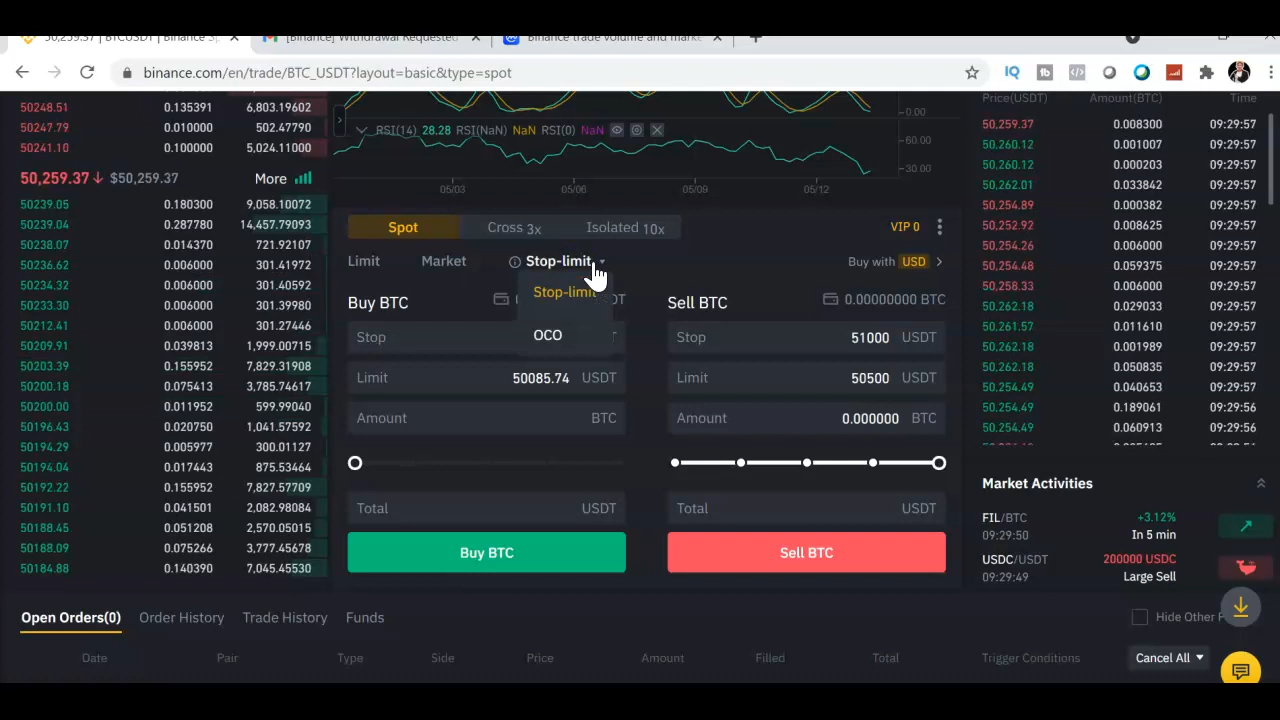 50,259.37 | BTCUSDT | Binance Sp
[Binance] Withdrawal Requested
Binance trade volume and marke
binance.com/en/trade/BTC_USDT?layout=basic&type=spot
IQ
50248.51 0.135391 6,803.19602
50247.79 0.010000 502.47790
50241.10 0.100000 5,024.11000
50,259.37↓ $50,259.37 More
50239.05 0.180300 9,058.10072
50239.04 0.287780 14,457.79093
50238.07 0.014370 721.92107
50236.62 0.006000 301.41972
50234.32 0.006000 301.40592
50233.30 0.006000 301.39980
50212.41 0.006000 301.27446
50209.91 0.039813 1,999.00715
50203.39 0.155952 7,829.31908
50200.18 0.075413 3,785.74617
50200.00 0.011952 599.99040
50196.43 0.020750 1,041.57592
50194.29 0.005977 300.01127
50194.04 0.017443 875.53464
50192.22 0.155952 7,827.57709
50191.10 0.041501 2,082.98084
50188.45 0.051208 2,570.05015
50188.09 0.075266 3,777.45678
50184.88 0.140390 7,045.45530
0.00
RSI(14) 28.28 RSI(NaN) NaN RSI(0) NaN
60.00
30.00
05/03 05/06 05/09 05/12
Spot Cross 3x Isolated 10x VIP 0
Limit Market Stop-limit Buy with USD
Stop-limit
OCO
Buy BTC
Stop
Limit 50085.74 USDT
Amount BTC
Total USDT
Buy BTC
Sell BTC 0.00000000 BTC
Stop 51000 USDT
Limit 50500 USDT
Amount 0.000000 BTC
Total USDT
Sell BTC
Price(USDT) Amount(BTC) Time
50,259.37 0.008300 09:29:57
50,260.12 0.001007 09:29:57
50,260.12 0.000203 09:29:57
50,262.01 0.033842 09:29:57
50,254.89 0.000382 09:29:57
50,252.92 0.008625 09:29:57
50,254.26 0.006000 09:29:57
50,254.48 0.059375 09:29:57
50,258.33 0.006000 09:29:57
50,262.18 0.029033 09:29:57
50,261.57 0.011610 09:29:57
50,262.18 0.001989 09:29:57
50,262.18 0.050835 09:29:57
50,254.48 0.040653 09:29:57
50,254.49 0.189061 09:29:56
50,254.49 0.060913 09:29:56
Market Activities
FIL/BTC +3.12%
09:29:50 In 5 min
USDC/USDT 200000 USDC
09:29:49 Large Sell
Open Orders(0) Order History Trade History Funds Hide Other
Date Pair Type Side Price Amount Filled Total Trigger Conditions Cancel All